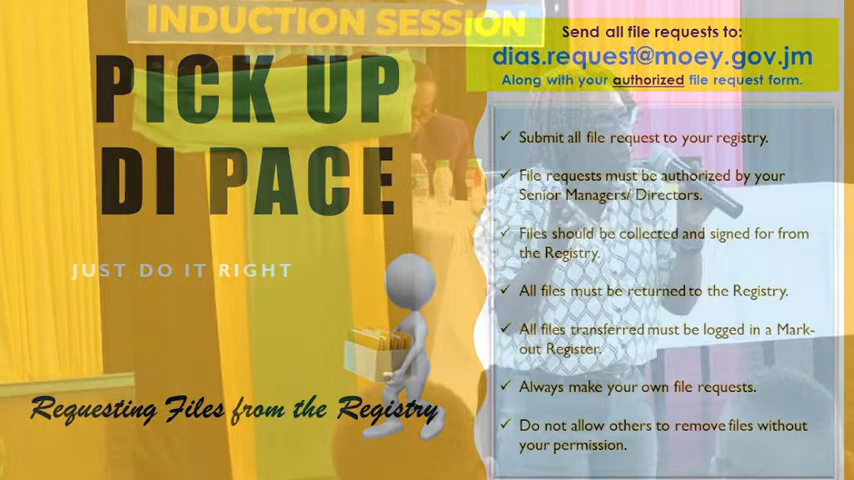 INDUCTION SESSION
PICK UP
DI PACE
JUST DO IT RIGHT
Requesting Files from the Registry
Send all file requests to:
dias.request@moey.gov.jm
Along with your authorized file request form.
✓ Submit all file request to your registry.
✓ File requests must be authorized by your
Senior Managers/ Directors.
✓ Files should be collected and signed for from
the Registry.
✓ All files must be returned to the Registry.
✓ All files transferred must be logged in a Mark-
out Register.
✓ Always make your own file requests.
✓ Do not allow others to remove files without
your permission.